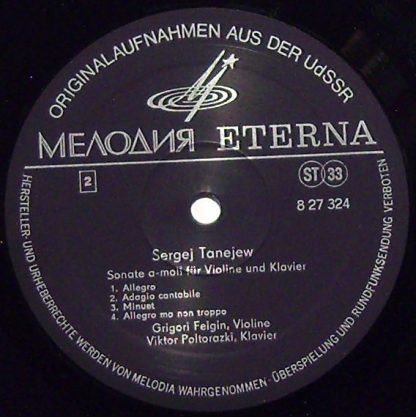 ORIGINALAUFNAHMEN AUS DER UdSSR
МЕЛОДИЯ ETERNA
2
ST 33
8 27 324
Sergej Tanejew
Sonate a-moll für Violine und Klavier
1. Allegro
2. Adagio cantabile
3. Minuet
4. Allegro ma non troppo
Grigori Felgin, Violine
Viktor Poltorazki, Klavier
HERSTELLER- UND URHEBERRECHTE WERDEN VON MELODIA WAHRGENOMMEN · ÜBERSPIELUNG UND RUNDFUNKSENDUNG VERBOTEN